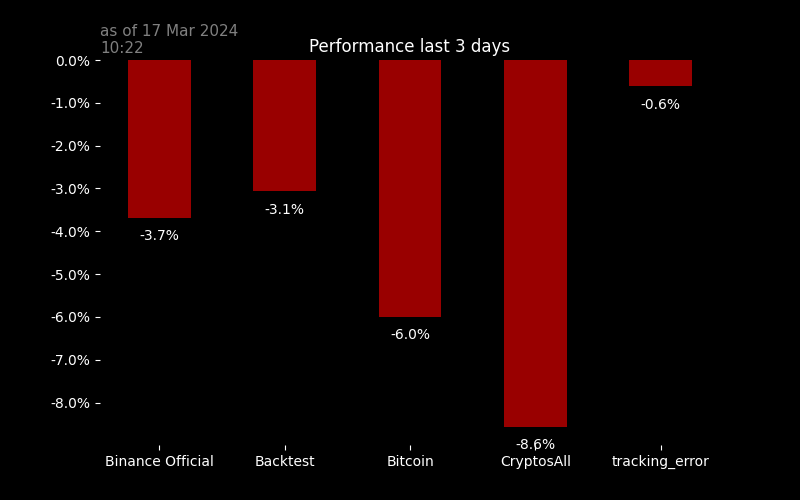 as of 17 Mar 2024
10:22
Performance last 3 days
0.0%
-1.0%
-2.0%
-3.0%
-4.0%
-5.0%
-6.0%
-7.0%
-8.0%
-3.7%
-3.1%
-6.0%
-8.6%
-0.6%
Binance Official
Backtest
Bitcoin
CryptosAll
tracking_error